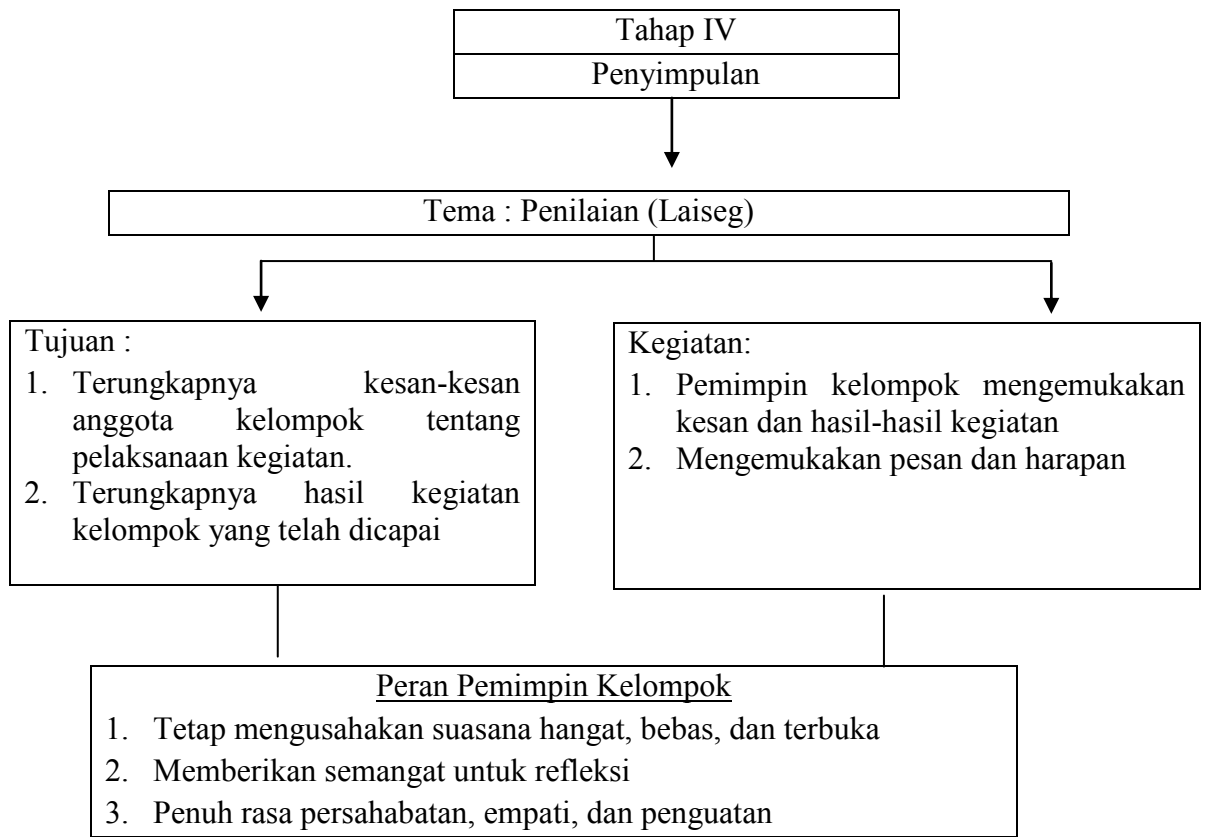 Tahap IV
Penyimpulan
Tema : Penilaian (Laiseg)
Tujuan :
1. Terungkapnya kesan-kesan
anggota kelompok tentang
pelaksanaan kegiatan.
2. Terungkapnya hasil kegiatan
kelompok yang telah dicapai
Kegiatan:
1. Pemimpin kelompok mengemukakan
kesan dan hasil-hasil kegiatan
2. Mengemukakan pesan dan harapan
Peran Pemimpin Kelompok
1. Tetap mengusahakan suasana hangat, bebas, dan terbuka
2. Memberikan semangat untuk refleksi
3. Penuh rasa persahabatan, empati, dan penguatan